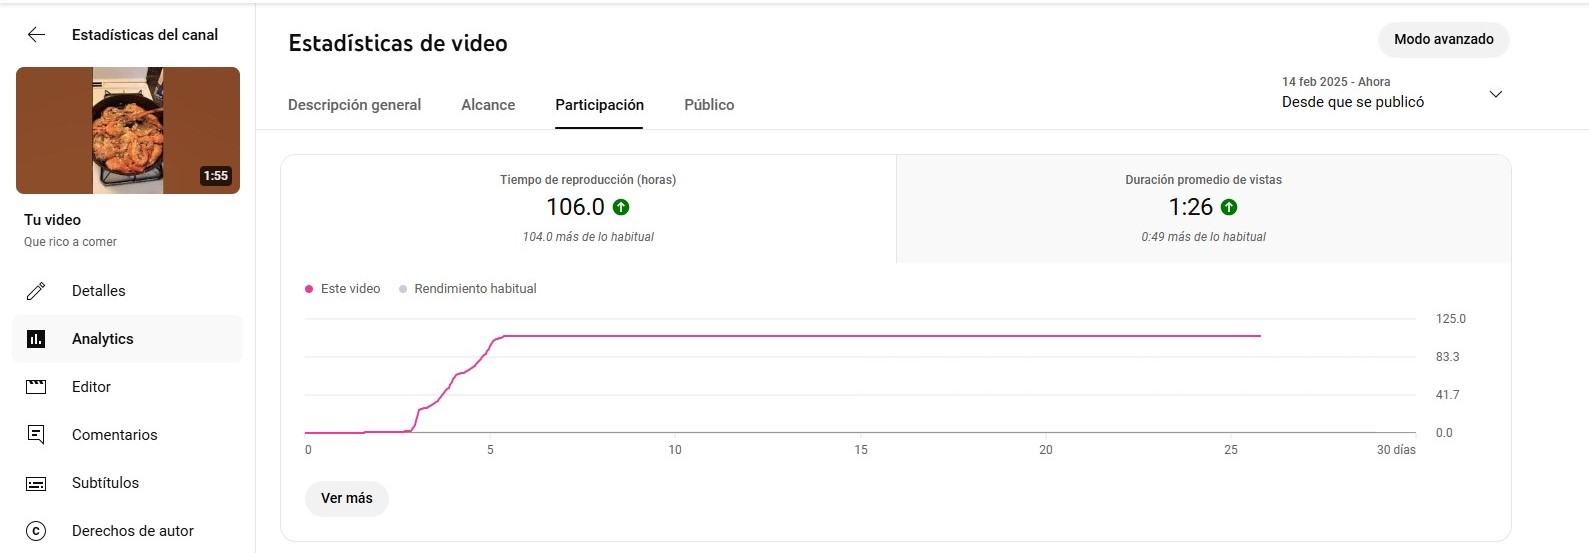 Estadísticas del canal
1:55
Tu video
Que rico a comer
Detalles
Analytics
Editor
Comentarios
Subtítulos
Derechos de autor
Estadísticas de video
Modo avanzado
Descripción general
Alcance
Participación
Público
14 feb 2025 - Ahora
Desde que se publicó
Tiempo de reproducción (horas)
106.0
104.0 más de lo habitual
Duración promedio de vistas
1:26
0:49 más de lo habitual
Este video
Rendimiento habitual
125.0
83.3
41.7
0.0
0 5 10 15 20 25 30 días
Ver más